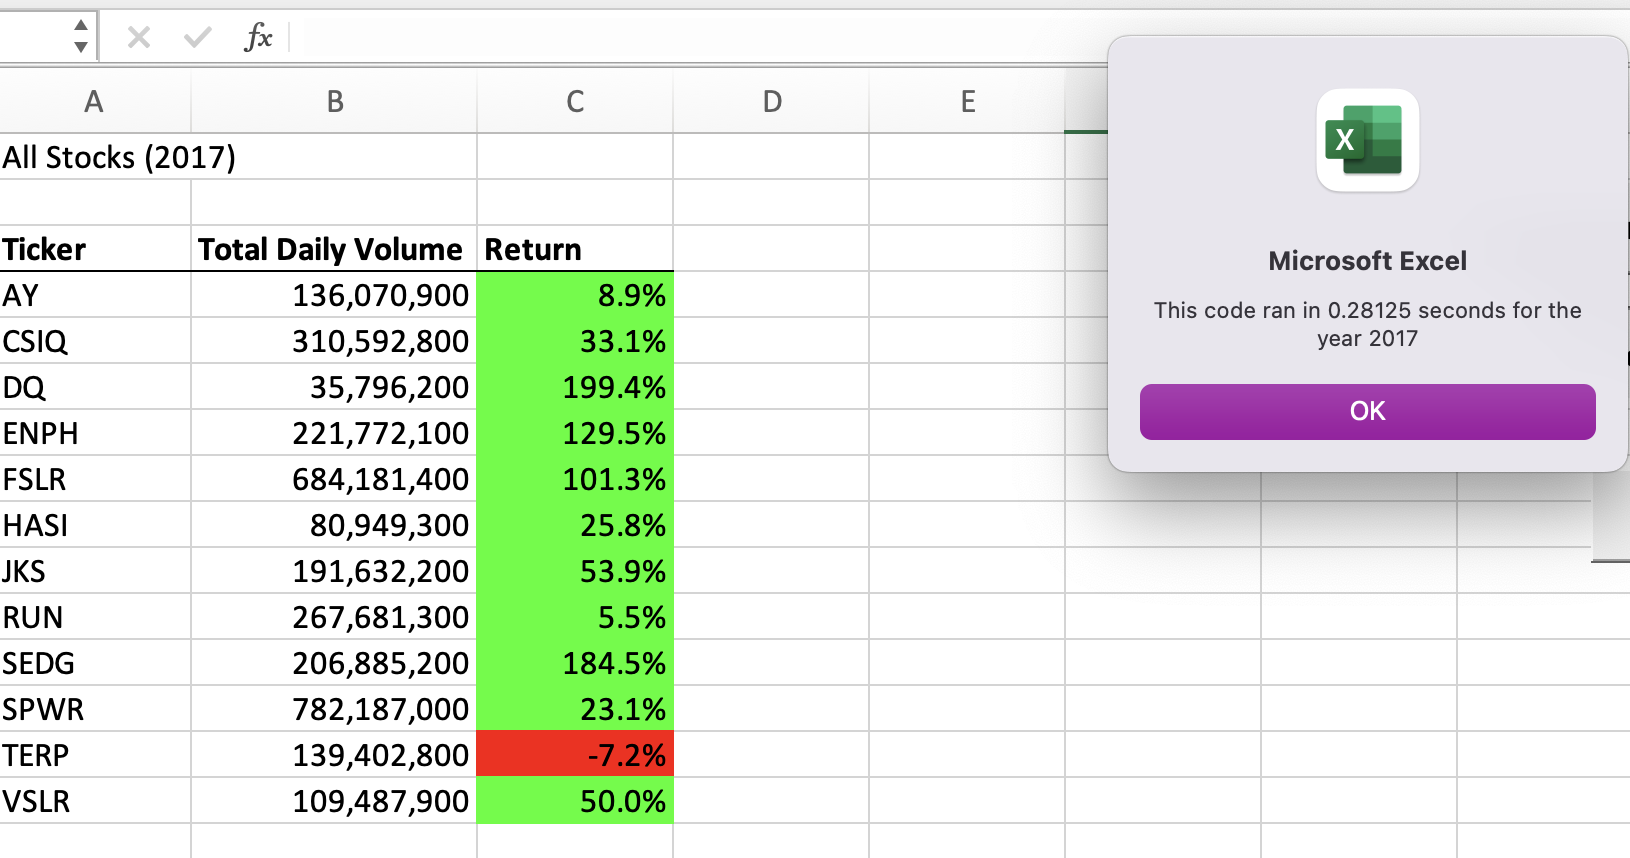 fx
A B C D E
All Stocks (2017)
Ticker Total Daily Volume Return
AY 136,070,900 8.9%
CSIQ 310,592,800 33.1%
DQ 35,796,200 199.4%
ENPH 221,772,100 129.5%
FSLR 684,181,400 101.3%
HASI 80,949,300 25.8%
JKS 191,632,200 53.9%
RUN 267,681,300 5.5%
SEDG 206,885,200 184.5%
SPWR 782,187,000 23.1%
TERP 139,402,800 -7.2%
VSLR 109,487,900 50.0%
X
Microsoft Excel
This code ran in 0.28125 seconds for the
year 2017
OK